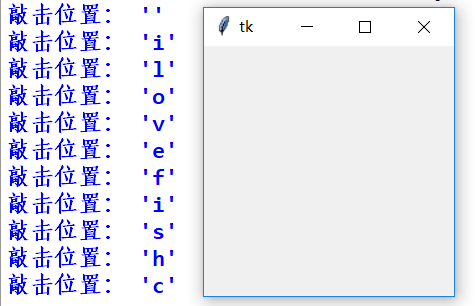 敲击位置： ''
敲击位置： 'i'
敲击位置： 'l'
敲击位置： 'o'
敲击位置： 'v'
敲击位置： 'e'
敲击位置： 'f'
敲击位置： 'i'
敲击位置： 's'
敲击位置： 'h'
敲击位置： 'c'
tk